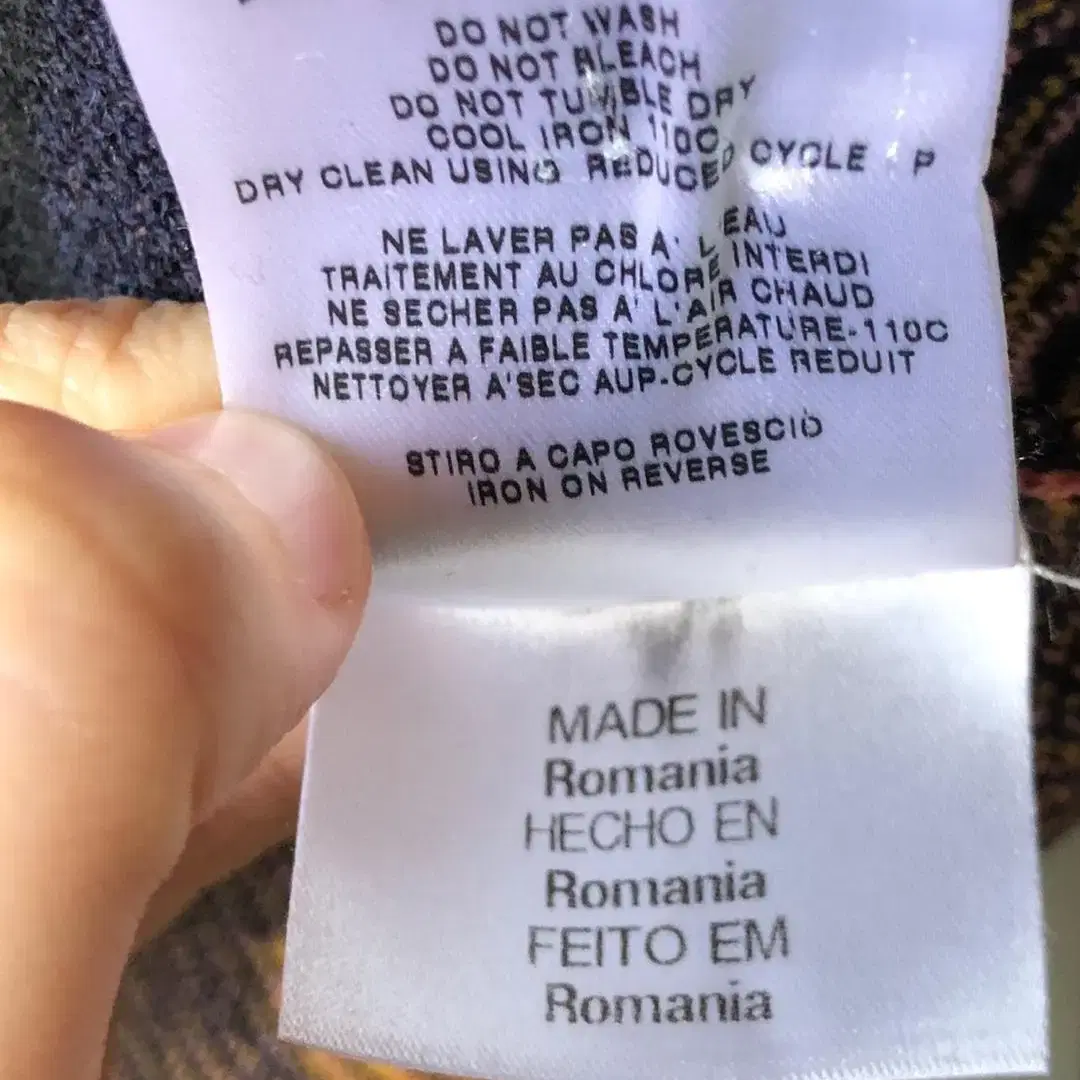 DO NOT WASH
DO NOT BLEACH
DO NOT TUMBLE DRY
COOL IRON 110C
DRY CLEAN USING REDUCED CYCLE P
NE LAVER PAS A' L'EAU
TRAITEMENT AU CHLORE INTERDI
NE SECHER PAS A' L'AIR CHAUD
REPASSER A FAIBLE TEMPERATURE-110C
NETTOYER A'SEC AUP-CYCLE REDUIT
STIRO A CAPO ROVESCIO
IRON ON REVERSE
MADE IN
Romania
HECHO EN
Romania
FEITO EM
Romania